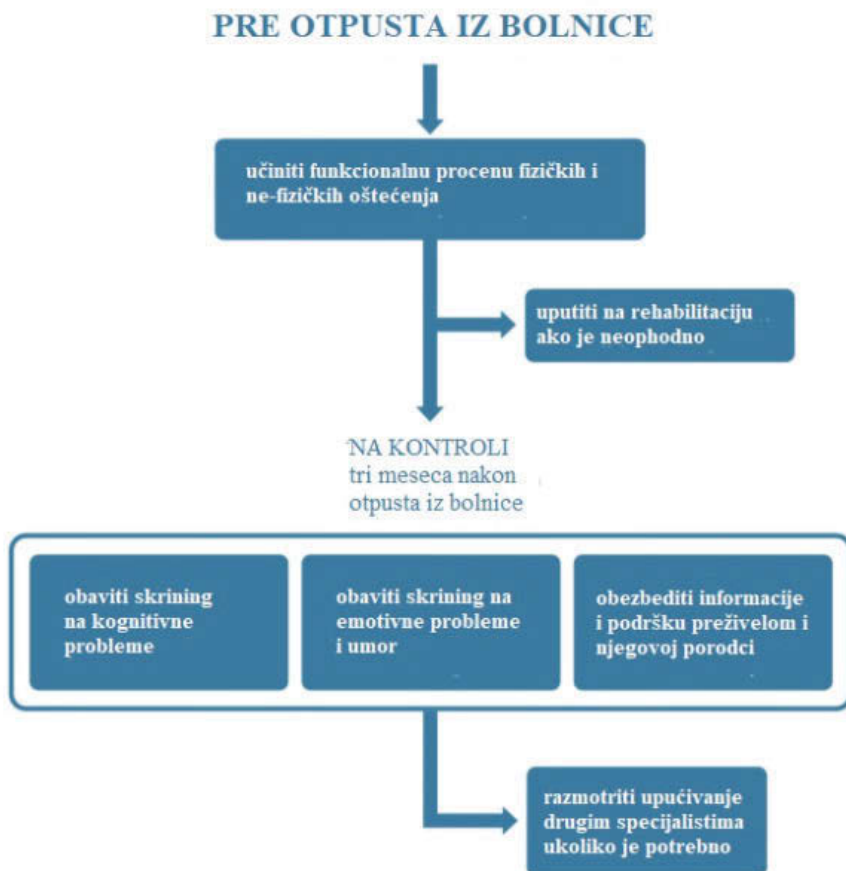 PRE OTPUSTA IZ BOLNICE
učiniti funkcionalnu procenu fizičkih i
ne-fizičkih oštećenja
uputiti na rehabilitaciju
ako je neophodno
NA KONTROLI
tri meseca nakon
otpusta iz bolnice
obaviti skrining
na kognitivne
probleme
obaviti skrining na
emotivne probleme
i umor
obezbediti informacije
i podršku preživelom i
njegovoj porodci
razmotriti upućivanje
drugim specijalistima
ukoliko je potrebno